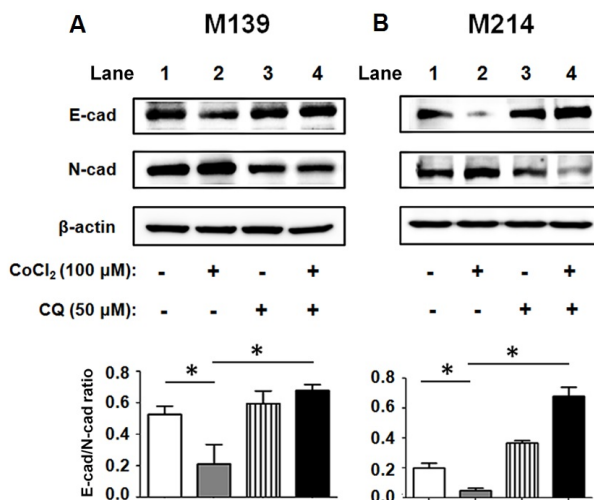 A M139 B M214
Lane 1 2 3 4 Lane 1 2 3 4
E-cad
N-cad
β-actin
CoCl₂ (100 µM): - + - + - + - +
CQ (50 µM): - - + + - - + +
E-cad/N-cad ratio
0.8 * * 0.8 * *
0.6 0.6
0.4 0.4
0.2 0.2
0.0 0.0